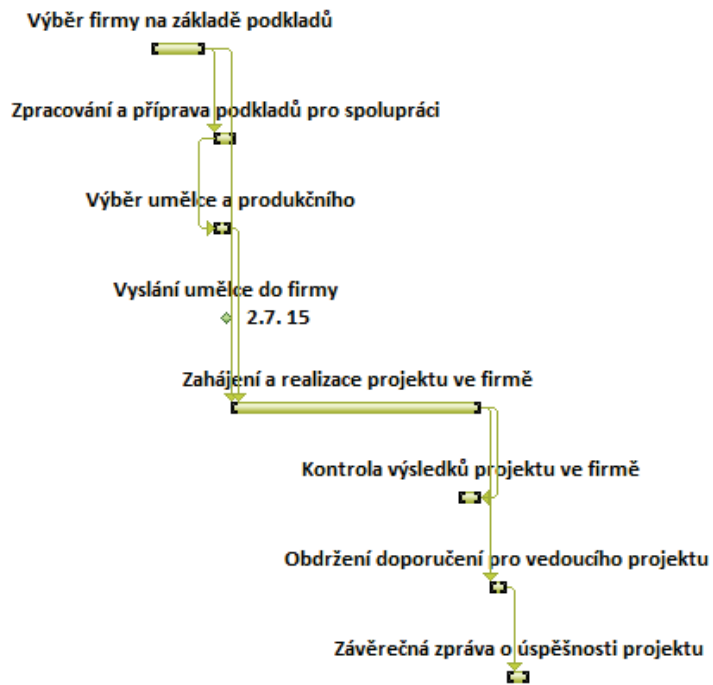 Výběr firmy na základě podkladů
Zpracování a příprava podkladů pro spolupráci
Výběr umělce a produkčního
Vyslání umělce do firmy
2.7. 15
Zahájení a realizace projektu ve firmě
Kontrola výsledků projektu ve firmě
Obdržení doporučení pro vedoucího projektu
Závěrečná zpráva o úspěšnosti projektu